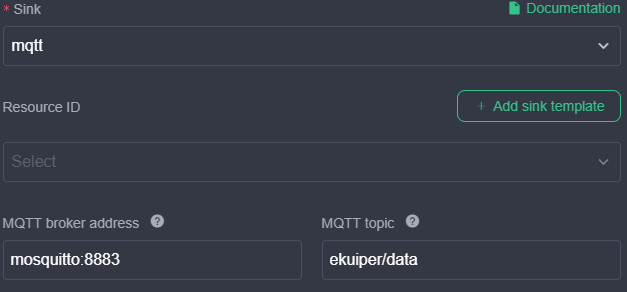 * Sink
Documentation
mqtt
Resource ID
+ Add sink template
Select
MQTT broker address ?
MQTT topic ?
mosquitto:8883
ekuiper/data